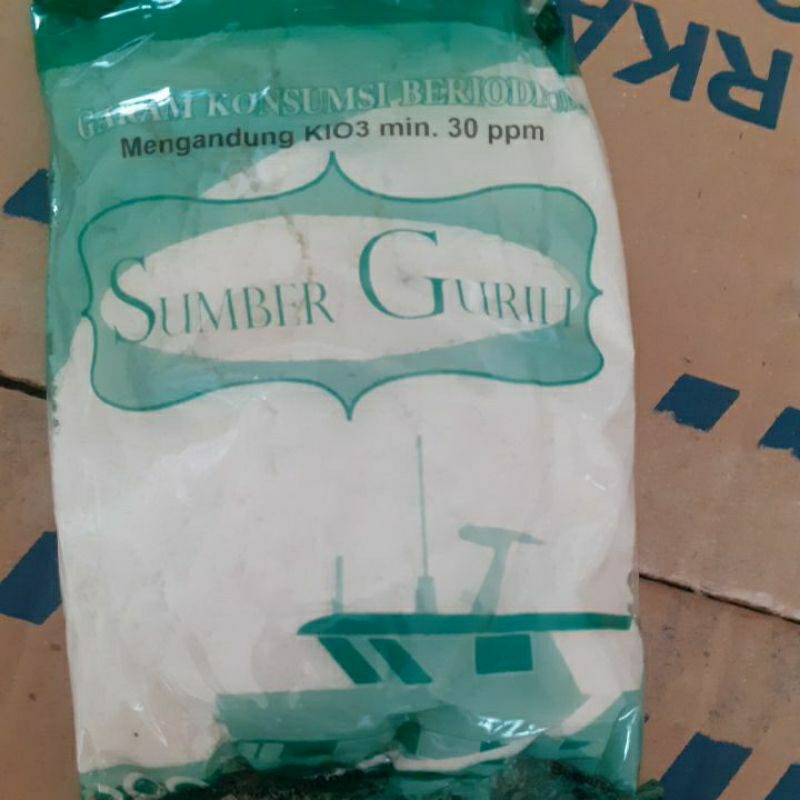 GARAM KONSUMSI BERIODIUM
Mengandung KIO3 min. 30 ppm
SUMBER GURIH